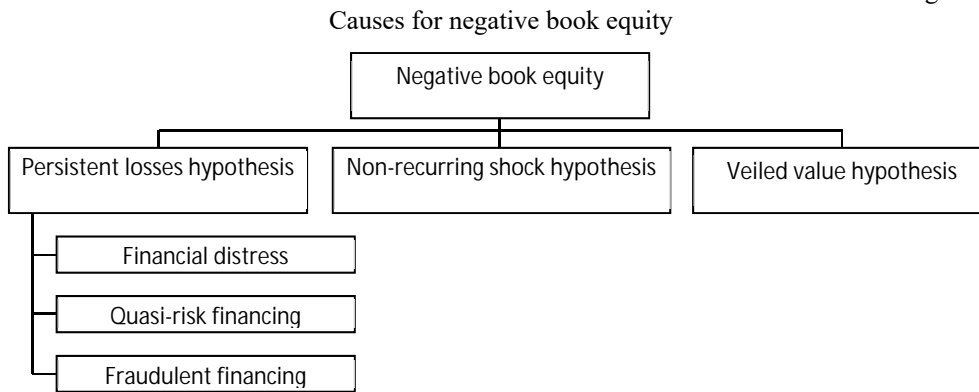 Causes for negative book equity
Negative book equity
Persistent losses hypothesis
Non-recurring shock hypothesis
Veiled value hypothesis
Financial distress
Quasi-risk financing
Fraudulent financing